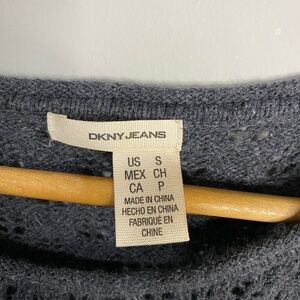 DKNY JEANS
US S
MEX CH
CA P
MADE IN CHINA
HECHO EN CHINA
FABRIQUÉ EN
CHINE